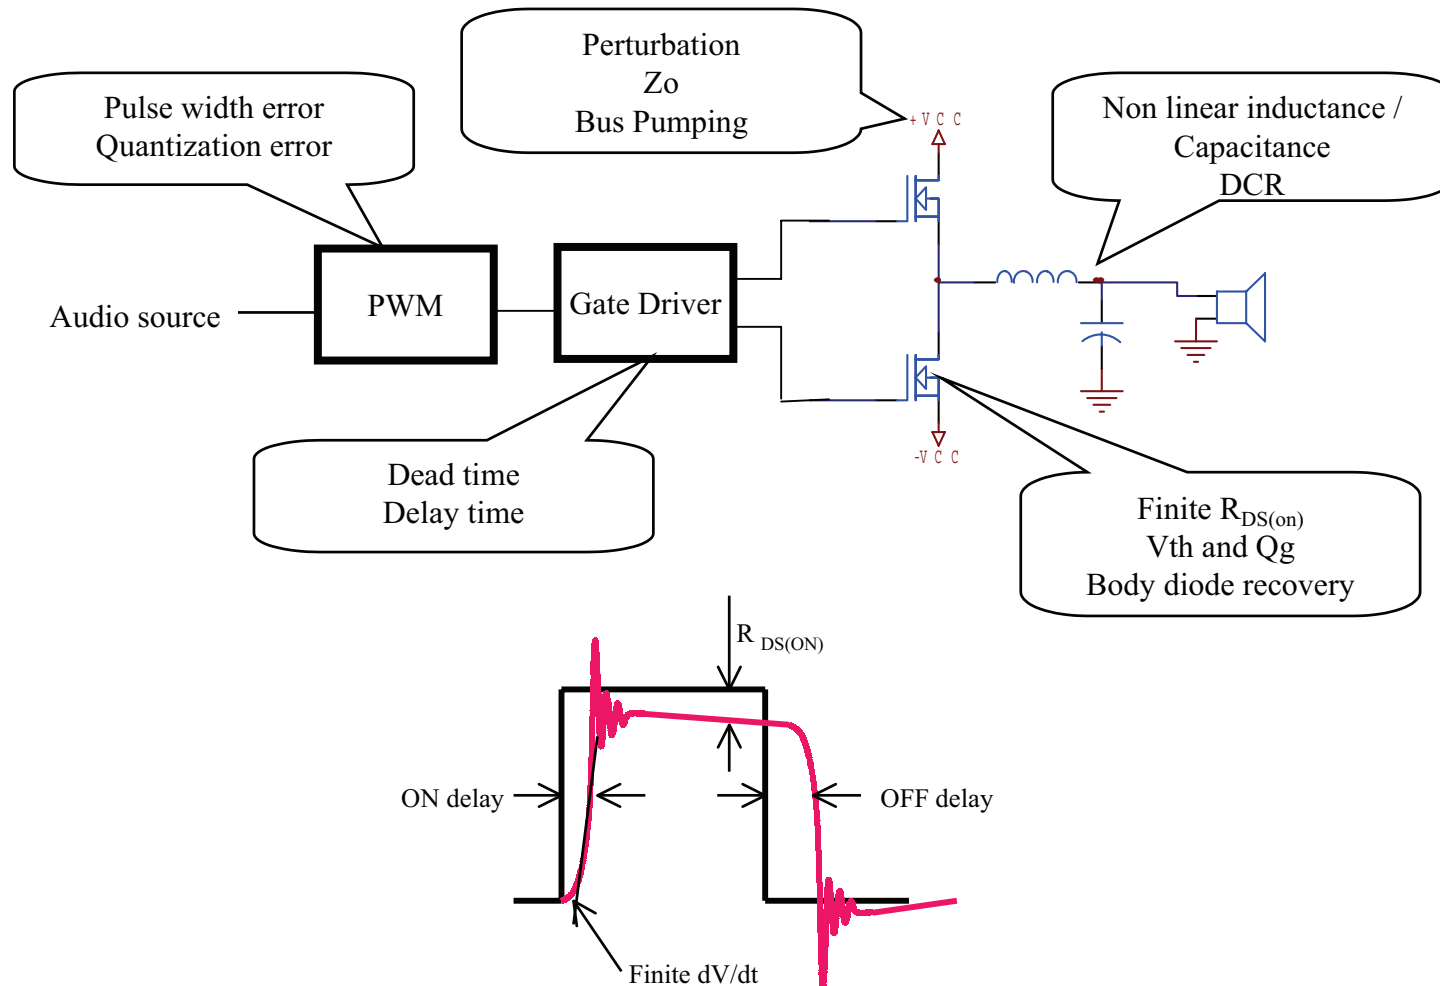 Perturbation
Zo
Bus Pumping
Pulse width error
Quantization error
Non linear inductance /
Capacitance
DCR
+VCC
Audio source
PWM
Gate Driver
-VCC
Dead time
Delay time
Finite RDS(on)
Vth and Qg
Body diode recovery
R DS(ON)
ON delay
OFF delay
Finite dV/dt